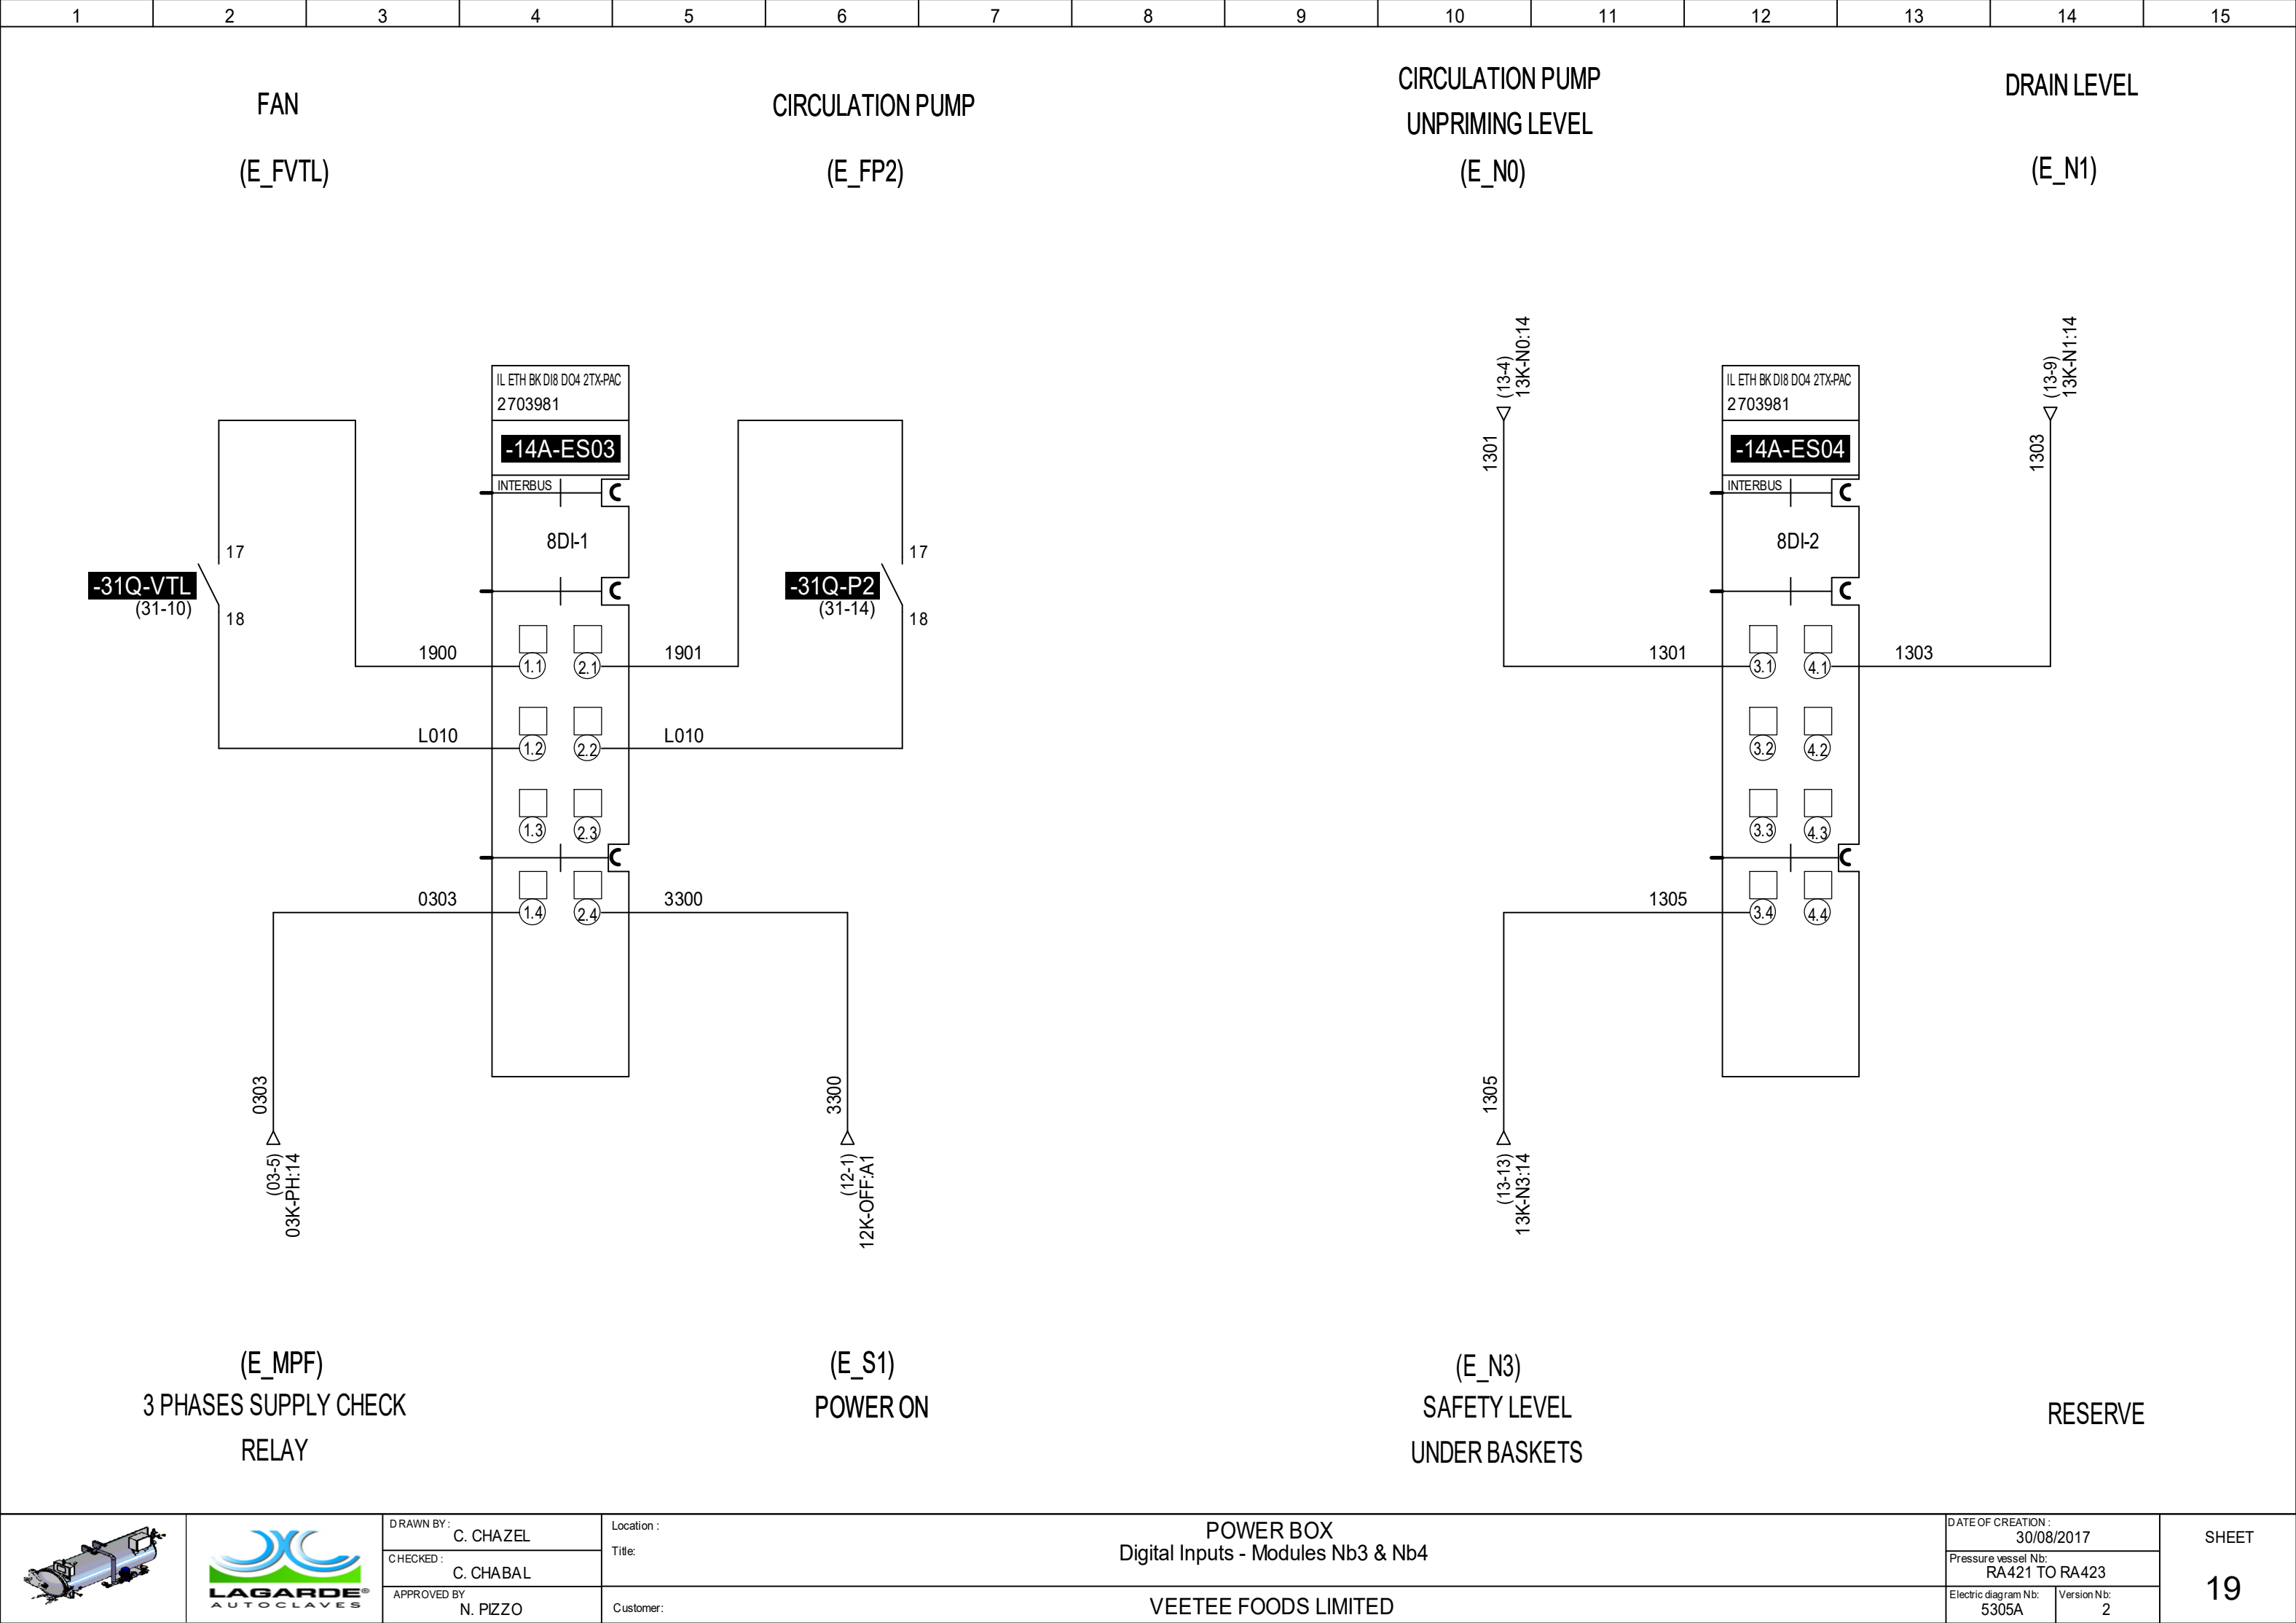 1 2 3 4 5 6 7 8 9 10 11 12 13 14 15
FAN
(E_FVTL)
CIRCULATION PUMP
(E_FP2)
CIRCULATION PUMP
UNPRIMING LEVEL
(E_N0)
DRAIN LEVEL
(E_N1)
IL ETH BK DI8 DO4 2TX-PAC
2703981
-14A-ES03
INTERBUS
8DI-1
17
-31Q-VTL
(31-10)
18
17
-31Q-P2
(31-14)
18
1900
1.1
2.1
1901
L010
1.2
2.2
L010
1.3
2.3
0303
1.4
2.4
3300
0303
(03-5)
03K-PH:14
3300
(12-1)
12K-OFF:A1
(13-4)
13K-N0:14
1301
IL ETH BK DI8 DO4 2TX-PAC
2703981
-14A-ES04
INTERBUS
8DI-2
(13-9)
13K-N1:14
1303
1301
3.1
4.1
1303
3.2
4.2
3.3
4.3
1305
3.4
4.4
1305
(13-13)
13K-N3:14
(E_MPF)
3 PHASES SUPPLY CHECK
RELAY
(E_S1)
POWER ON
(E_N3)
SAFETY LEVEL
UNDER BASKETS
RESERVE
LAGARDE®
AUTOCLAVES
DRAWN BY :
C. CHAZEL
CHECKED :
C. CHABAL
APPROVED BY
N. PIZZO
Location :
POWER BOX
Title:
Digital Inputs - Modules Nb3 & Nb4
Customer:
VEETEE FOODS LIMITED
DATE OF CREATION :
30/08/2017
Pressure vessel Nb:
RA421 TO RA423
Electric diagram Nb:
5305A
Version Nb:
2
SHEET
19